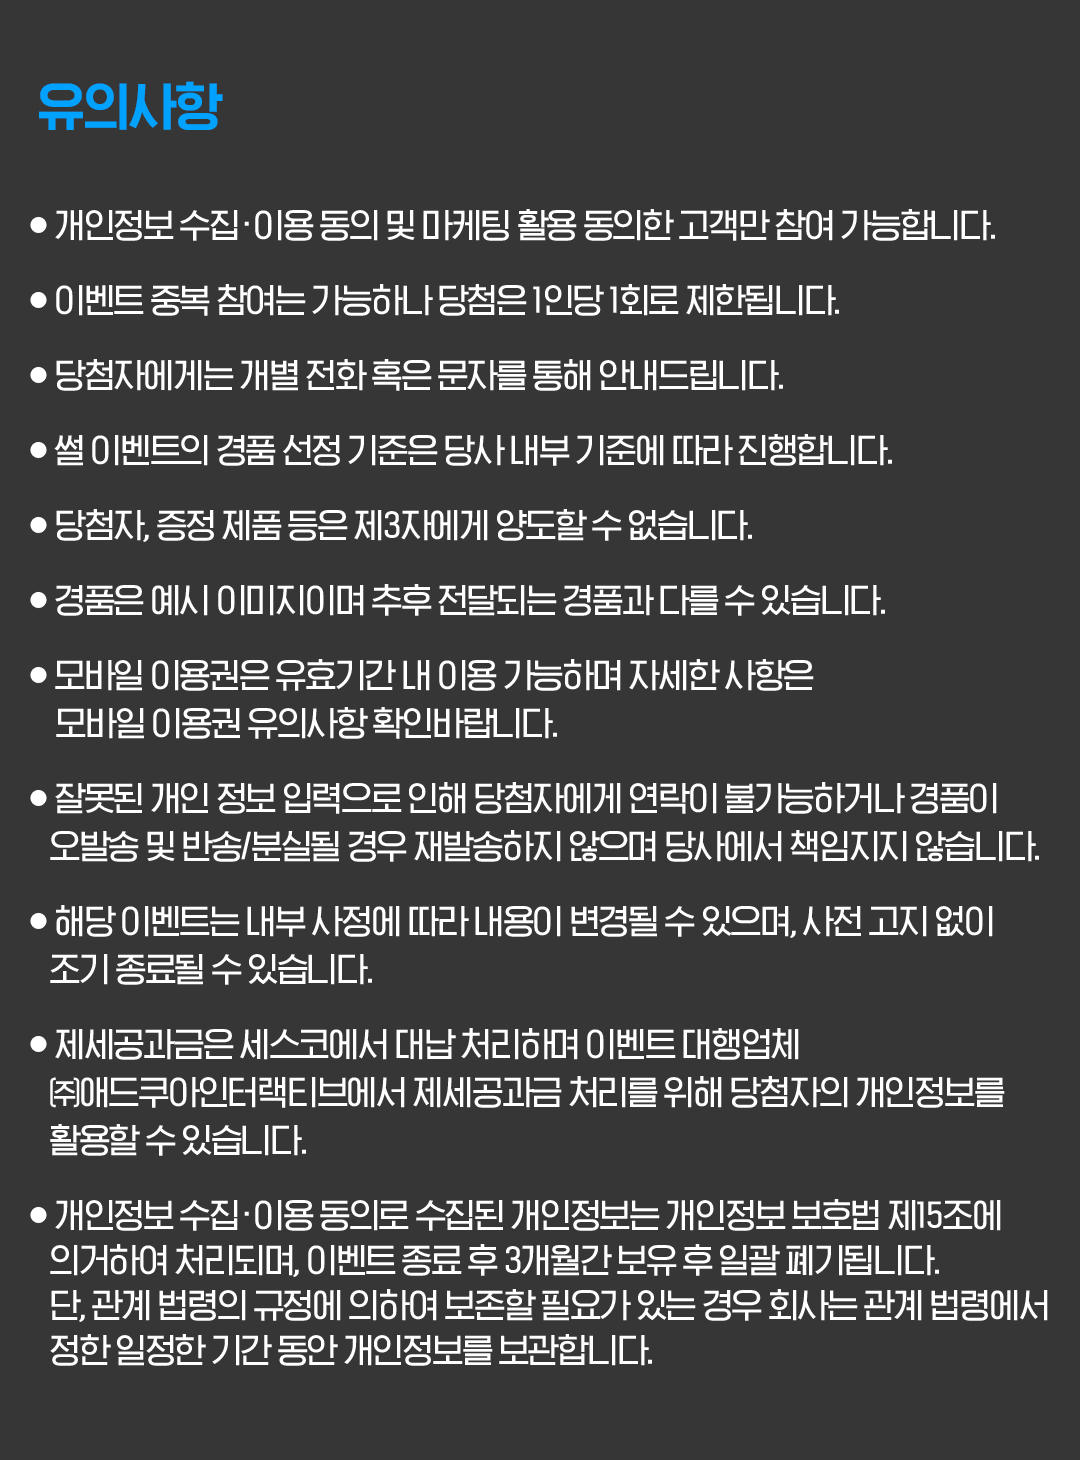 유의사항
● 개인정보 수집·이용 동의 및 마케팅 활용 동의한 고객만 참여 가능합니다.
● 이벤트 중복 참여는 가능하나 당첨은 1인당 1회로 제한됩니다.
● 당첨자에게는 개별 전화 혹은 문자를 통해 안내드립니다.
● 썰 이벤트의 경품 선정 기준은 당사 내부 기준에 따라 진행합니다.
● 당첨자, 증정 제품 등은 제3자에게 양도할 수 없습니다.
● 경품은 예시 이미지이며 추후 전달되는 경품과 다를 수 있습니다.
● 모바일 이용권은 유효기간 내 이용 가능하며 자세한 사항은
모바일 이용권 유의사항 확인바랍니다.
● 잘못된 개인 정보 입력으로 인해 당첨자에게 연락이 불가능하거나 경품이
오발송 및 반송/분실될 경우 재발송하지 않으며 당사에서 책임지지 않습니다.
● 해당 이벤트는 내부 사정에 따라 내용이 변경될 수 있으며, 사전 고지 없이
조기 종료될 수 있습니다.
● 제세공과금은 세스코에서 대납 처리하며 이벤트 대행업체
㈜애드쿠아인터랙티브에서 제세공과금 처리를 위해 당첨자의 개인정보를
활용할 수 있습니다.
● 개인정보 수집·이용 동의로 수집된 개인정보는 개인정보 보호법 제15조에
의거하여 처리되며, 이벤트 종료 후 3개월간 보유 후 일괄 폐기됩니다.
단, 관계 법령의 규정에 의하여 보존할 필요가 있는 경우 회사는 관계 법령에서
정한 일정한 기간 동안 개인정보를 보관합니다.